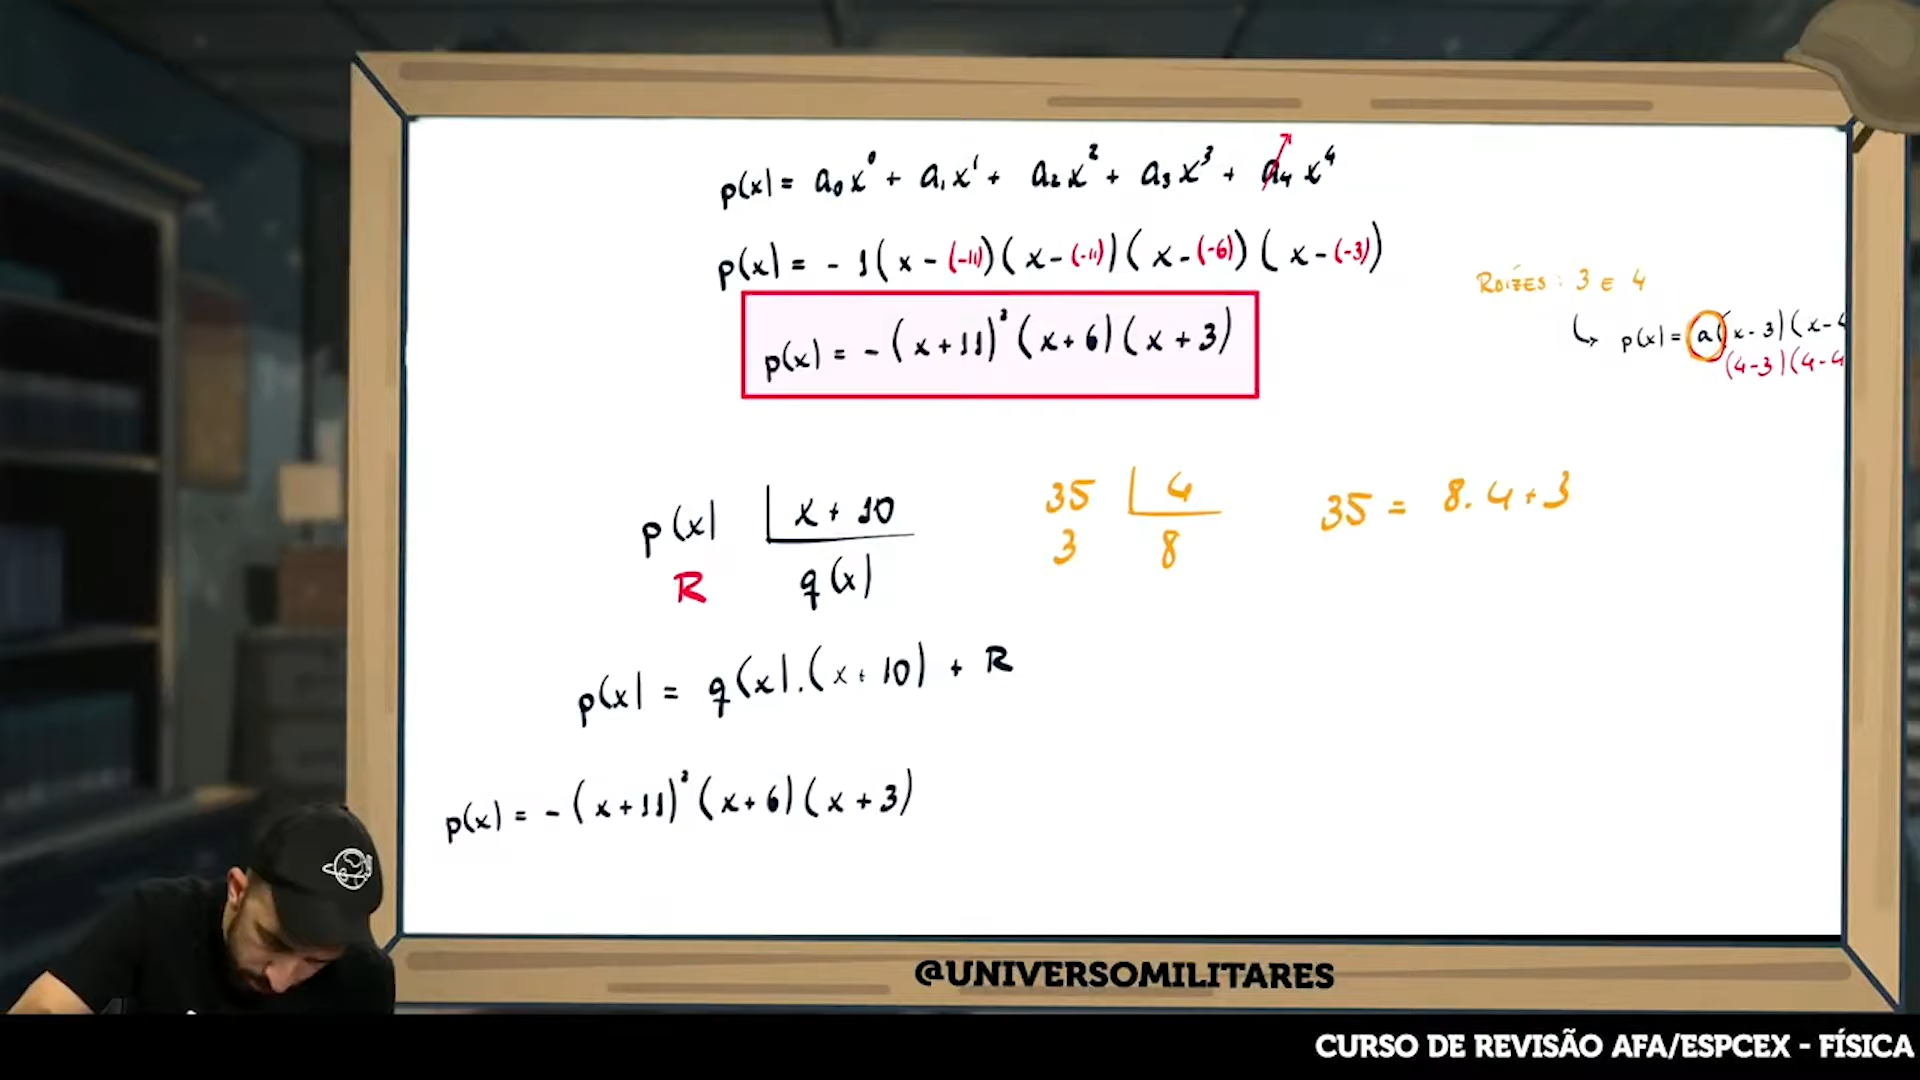 p(x) = a₀x⁰ + a₁x¹ + a₂x² + a₃x³ + a₄x⁴
p(x) = - 1(x - (-11))(x - (-11))(x - (-6))(x - (-3))
p(x) = - (x + 11)² (x + 6)(x + 3)
RAÍZES : 3 E 4
↳ p(x) = a(x - 3)(x - 4
(4 - 3)(4 - 4
p(x) | x + 10
R q(x)
35 | 4
3 8
35 = 8 . 4 + 3
p(x) = q(x).(x + 10) + R
p(x) = - (x + 11)² (x + 6)(x + 3)
@UNIVERSOMILITARES
CURSO DE REVISÃO AFA/ESPCEX - FÍSICA